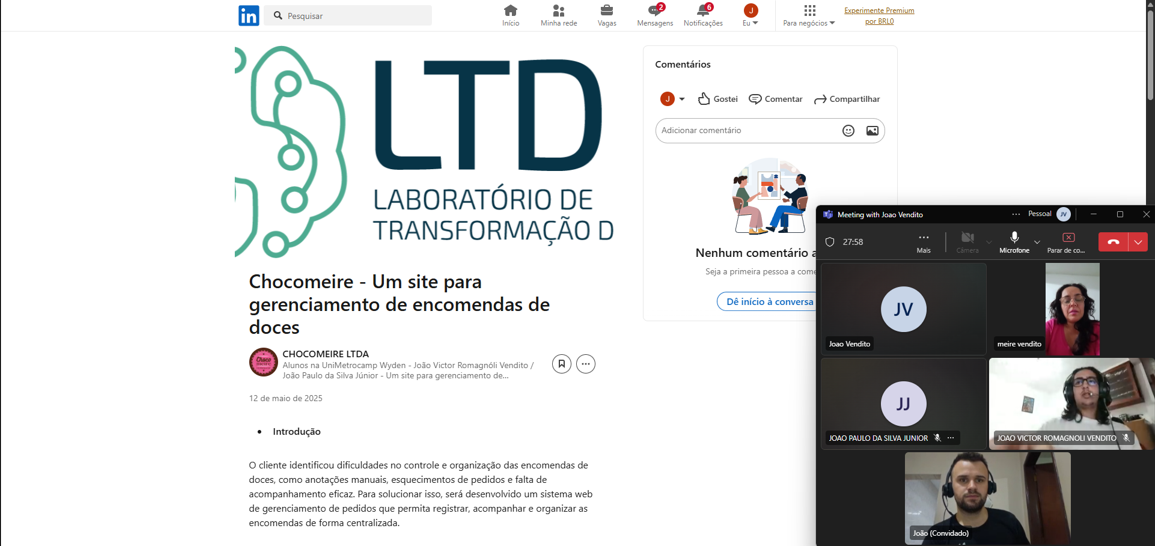 in
Pesquisar
Início
Minha rede
Vagas
2
Mensagens
6
Notificações
J
Eu
Para negócios
Experimente Premium
por BRL0
LTD
LABORATÓRIO DE
TRANSFORMAÇÃO D
Chocomeire - Um site para
gerenciamento de encomendas de
doces
CHOCOMEIRE LTDA
Alunos na UniMetrocamp Wyden - João Victor Romagnóli Vendito /
João Paulo da Silva Júnior - Um site para gerenciamento de...
12 de maio de 2025
• Introdução
O cliente identificou dificuldades no controle e organização das encomendas de
doces, como anotações manuais, esquecimentos de pedidos e falta de
acompanhamento eficaz. Para solucionar isso, será desenvolvido um sistema web
de gerenciamento de pedidos que permita registrar, acompanhar e organizar as
encomendas de forma centralizada.
Comentários
J
Gostei
Comentar
Compartilhar
Adicionar comentário
Nenhum comentário a
Seja a primeira pessoa a come
Dê início à conversa
Meeting with Joao Vendito
Pessoal
JV
27:58
Mais
Câmera
Microfone
Parar de co...
JV
Joao Vendito
meire vendito
JJ
JOAO PAULO DA SILVA JUNIOR
JOAO VICTOR ROMAGNOLI VENDITO
João (Convidado)